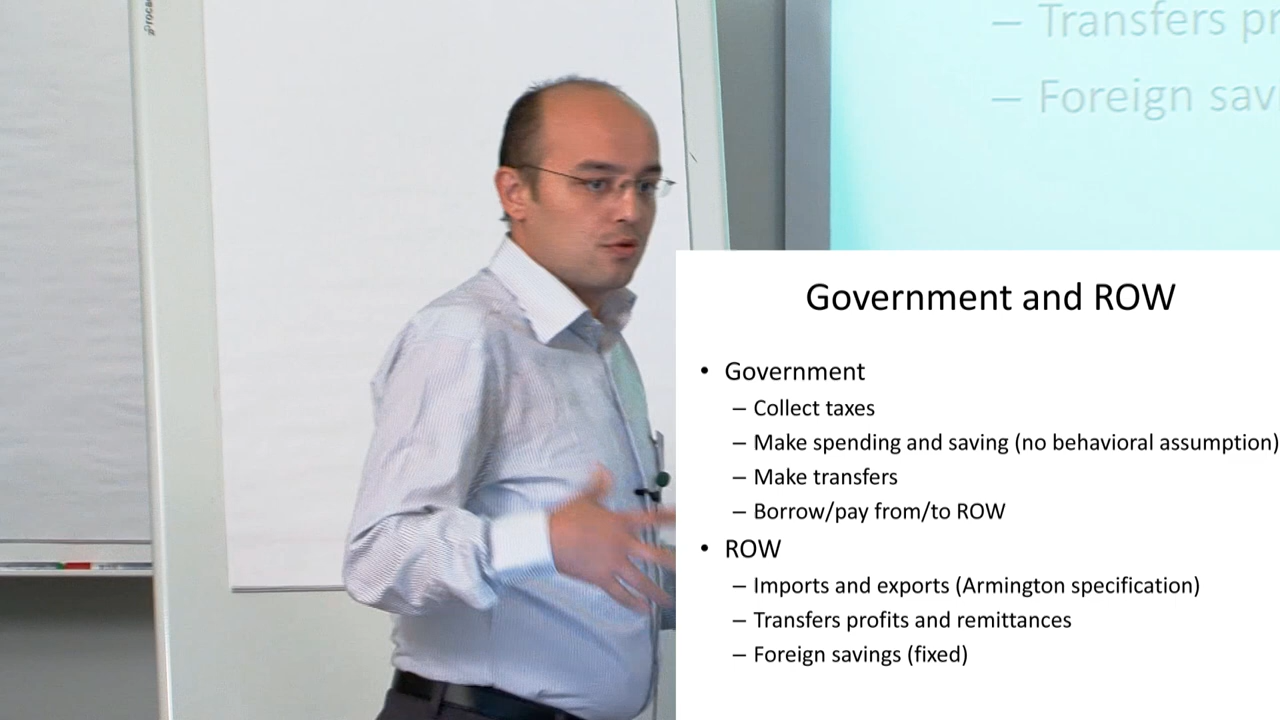 – Transfers pr
– Foreign sav
Government and ROW
• Government
– Collect taxes
– Make spending and saving (no behavioral assumption)
– Make transfers
– Borrow/pay from/to ROW
• ROW
– Imports and exports (Armington specification)
– Transfers profits and remittances
– Foreign savings (fixed)